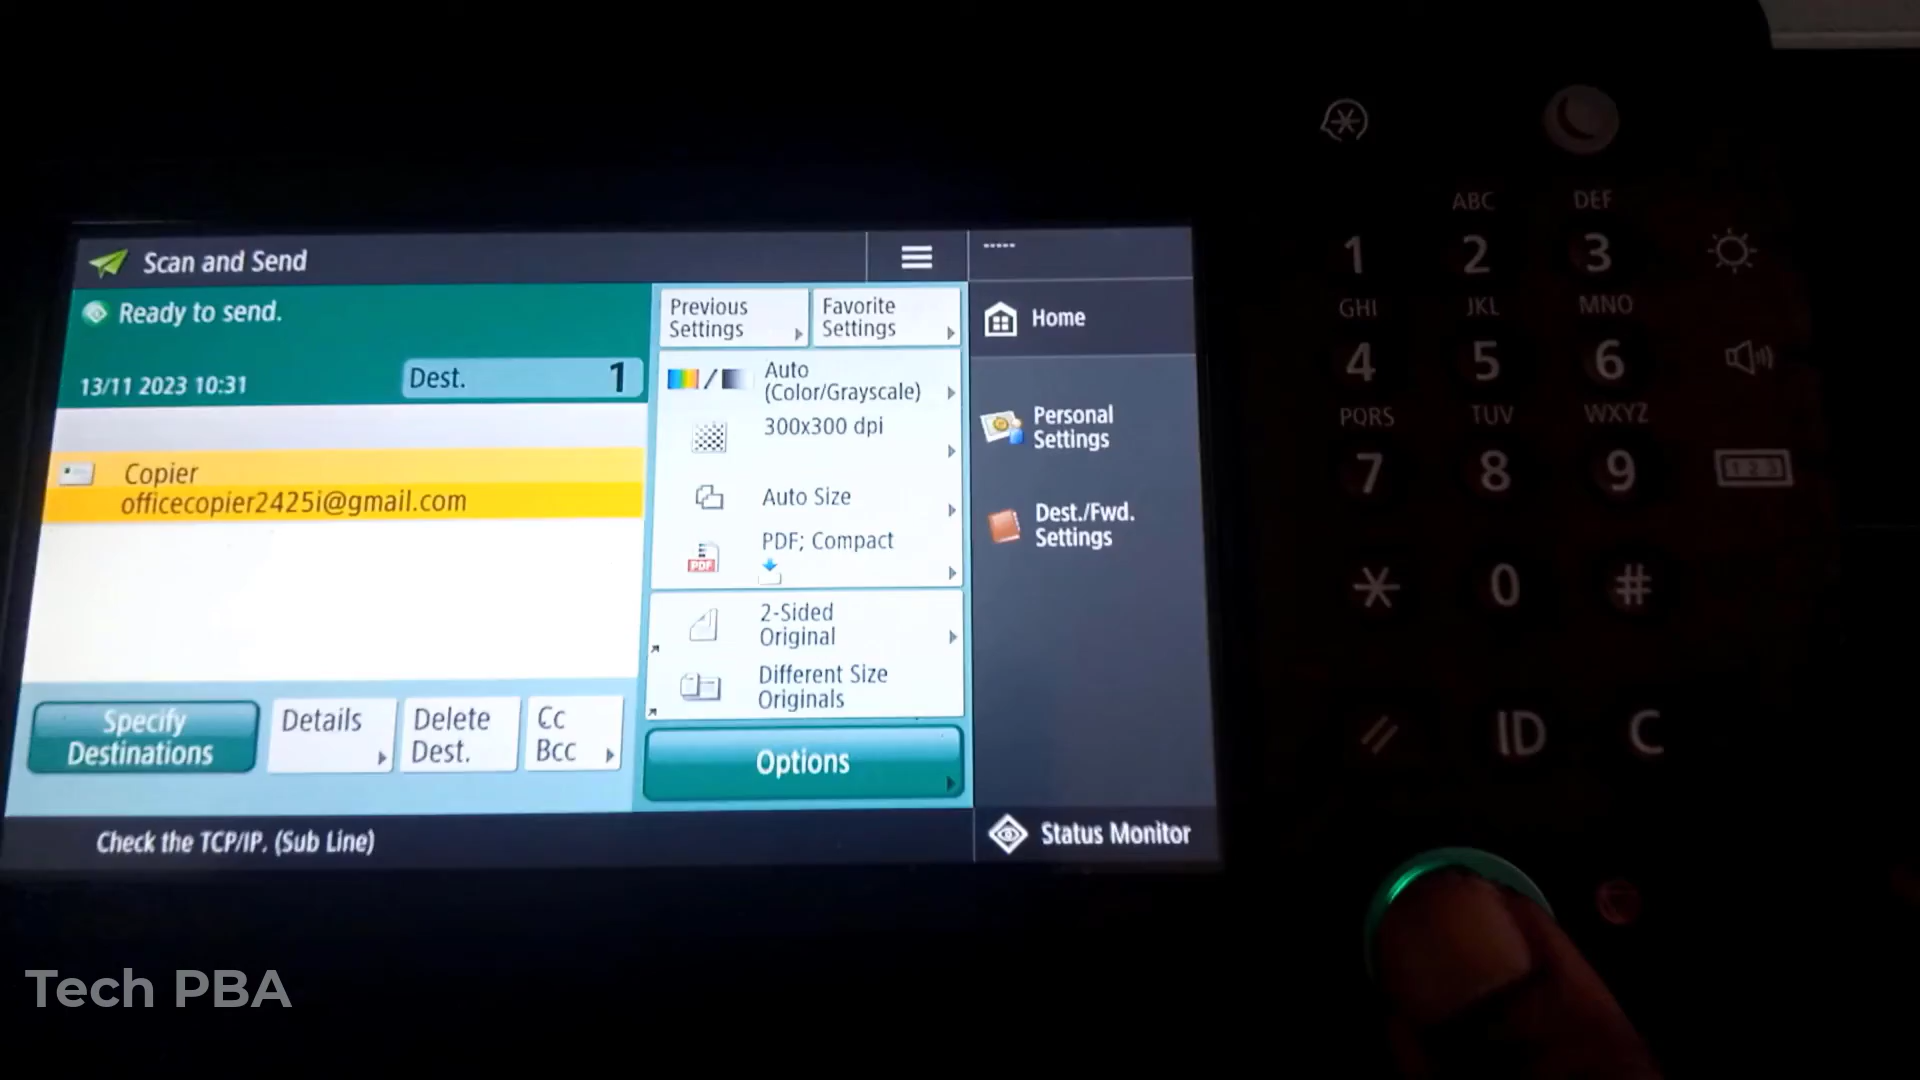 Scan and Send
-----
Ready to send.
13/11 2023 10:31
Dest. 1
Copier
officecopier2425i@gmail.com
Specify
Destinations
Details
Delete
Dest.
Cc
Bcc
Previous
Settings
Favorite
Settings
Auto
(Color/Grayscale)
300x300 dpi
Auto Size
PDF; Compact
PDF
2-Sided
Original
Different Size
Originals
Options
Home
Personal
Settings
Dest./Fwd.
Settings
Check the TCP/IP. (Sub Line)
Status Monitor
ABC DEF
1 2 3
GHI JKL MNO
4 5 6
PQRS TUV WXYZ
7 8 9
1 2 3
* 0 #
ID C
Tech PBA